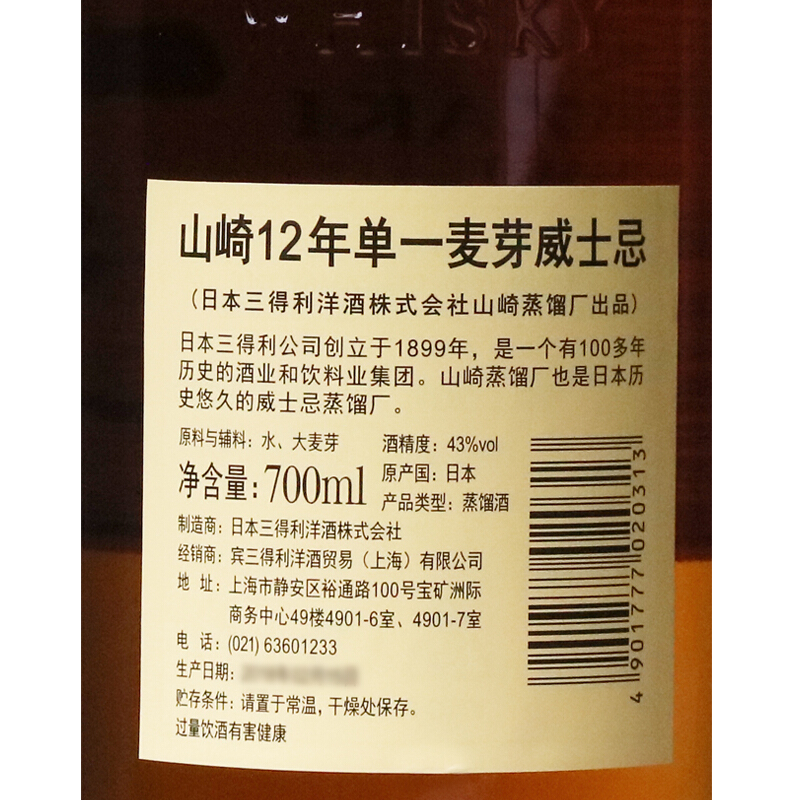 WHISKY
山崎12年单一麦芽威士忌
(日本三得利洋酒株式会社山崎蒸馏厂出品)
日本三得利公司创立于1899年，是一个有100多年
历史的酒业和饮料业集团。山崎蒸馏厂也是日本历
史悠久的威士忌蒸馏厂。
原料与辅料: 水、大麦芽
酒精度: 43%vol
净含量: 700ml
原产国: 日本
产品类型: 蒸馏酒
制造商: 日本三得利洋酒株式会社
经销商: 宾三得利洋酒贸易（上海）有限公司
地 址: 上海市静安区裕通路100号宝矿洲际
商务中心49楼4901-6室、4901-7室
电 话: (021) 63601233
生产日期:
贮存条件: 请置于常温, 干燥处保存。
过量饮酒有害健康
4 901777 020313